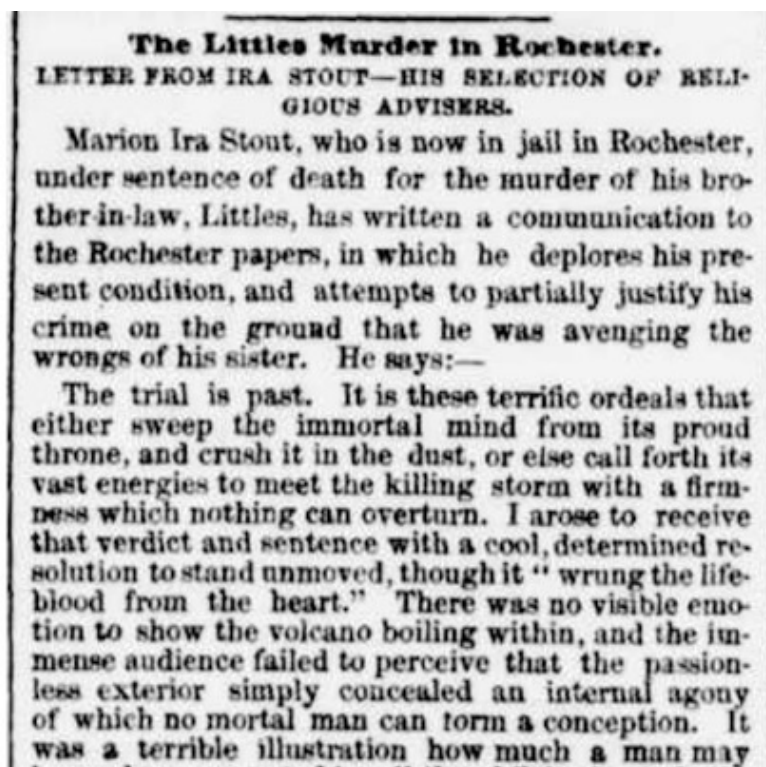 The Littles Murder in Rochester.
LETTER FROM IRA STOUT—HIS SELECTION OF RELI-
GIOUS ADVISERS.
Marion Ira Stout, who is now in jail in Rochester,
under sentence of death for the murder of his bro-
ther-in-law, Littles, has written a communication to
the Rochester papers, in which he deplores his pre-
sent condition, and attempts to partially justify his
crime on the ground that he was avenging the
wrongs of his sister. He says:—
The trial is past. It is these terrific ordeals that
either sweep the immortal mind from its proud
throne, and crush it in the dust, or else call forth its
vast energies to meet the killing storm with a firm-
ness which nothing can overturn. I arose to receive
that verdict and sentence with a cool, determined re-
solution to stand unmoved, though it " wrung the life-
blood from the heart." There was no visible emo-
tion to show the volcano boiling within, and the im-
mense audience failed to perceive that the passion-
less exterior simply concealed an internal agony
of which no mortal man can form a conception. It
was a terrible illustration how much a man may